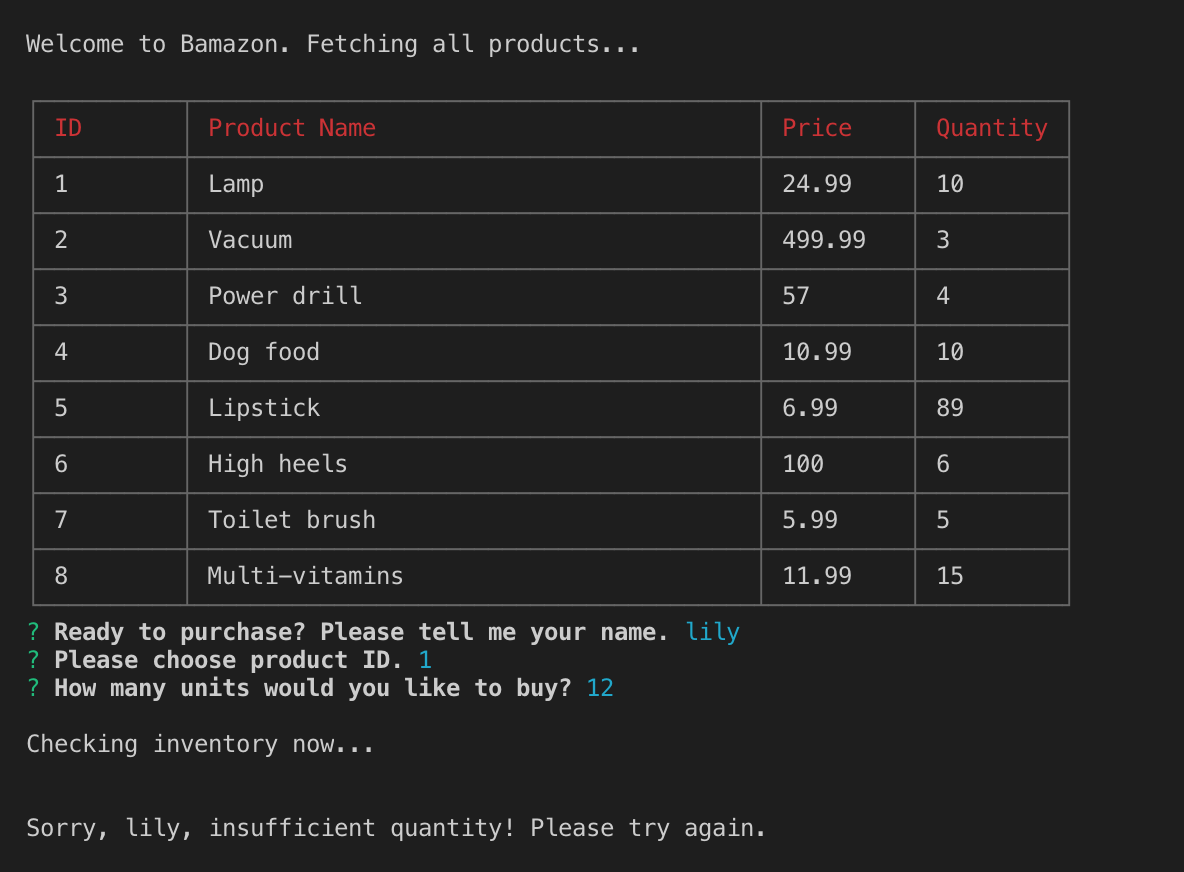 Welcome to Bamazon. Fetching all products...
ID Product Name Price Quantity
1 Lamp 24.99 10
2 Vacuum 499.99 3
3 Power drill 57 4
4 Dog food 10.99 10
5 Lipstick 6.99 89
6 High heels 100 6
7 Toilet brush 5.99 5
8 Multi-vitamins 11.99 15
? Ready to purchase? Please tell me your name. lily
? Please choose product ID. 1
? How many units would you like to buy? 12
Checking inventory now...
Sorry, lily, insufficient quantity! Please try again.